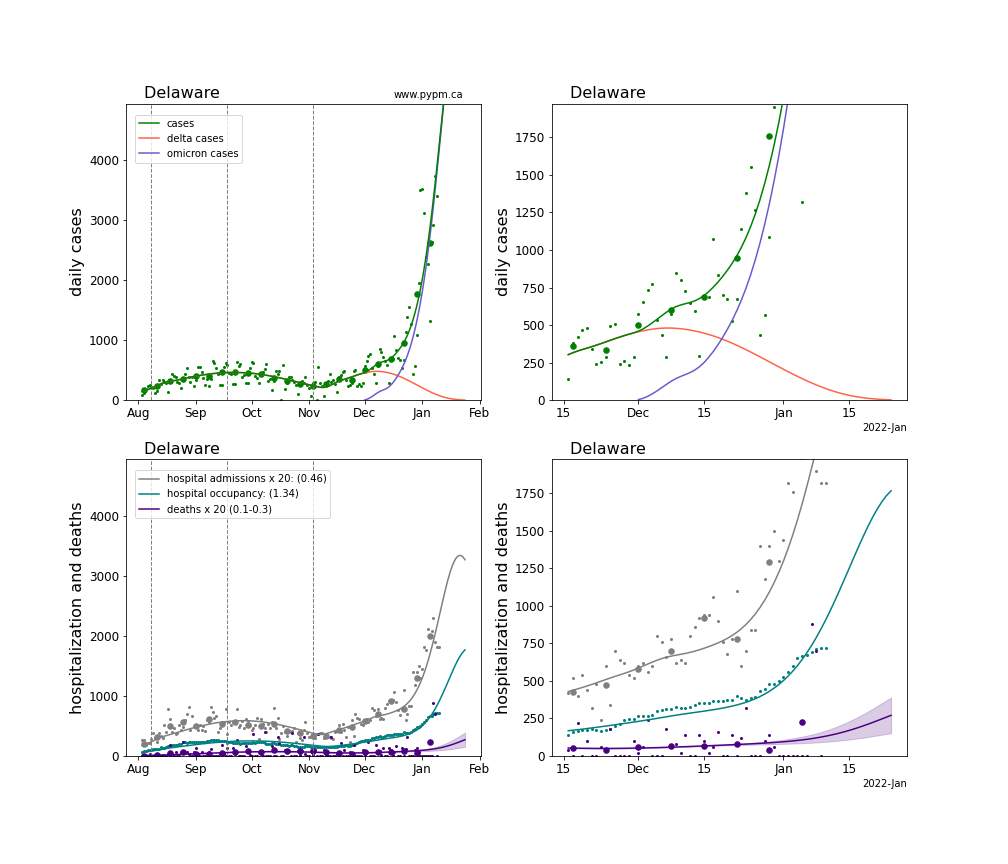 Delaware
www.pypm.ca
daily cases
4000
3000
2000
1000
0
cases
delta cases
omicron cases
Aug Sep Oct Nov Dec Jan Feb
Delaware
daily cases
1750
1500
1250
1000
750
500
250
0
15 Dec 15 Jan 15
2022-Jan
Delaware
hospitalization and deaths
4000
3000
2000
1000
0
hospital admissions x 20: (0.46)
hospital occupancy: (1.34)
deaths x 20 (0.1-0.3)
Aug Sep Oct Nov Dec Jan Feb
Delaware
hospitalization and deaths
1750
1500
1250
1000
750
500
250
0
15 Dec 15 Jan 15
2022-Jan